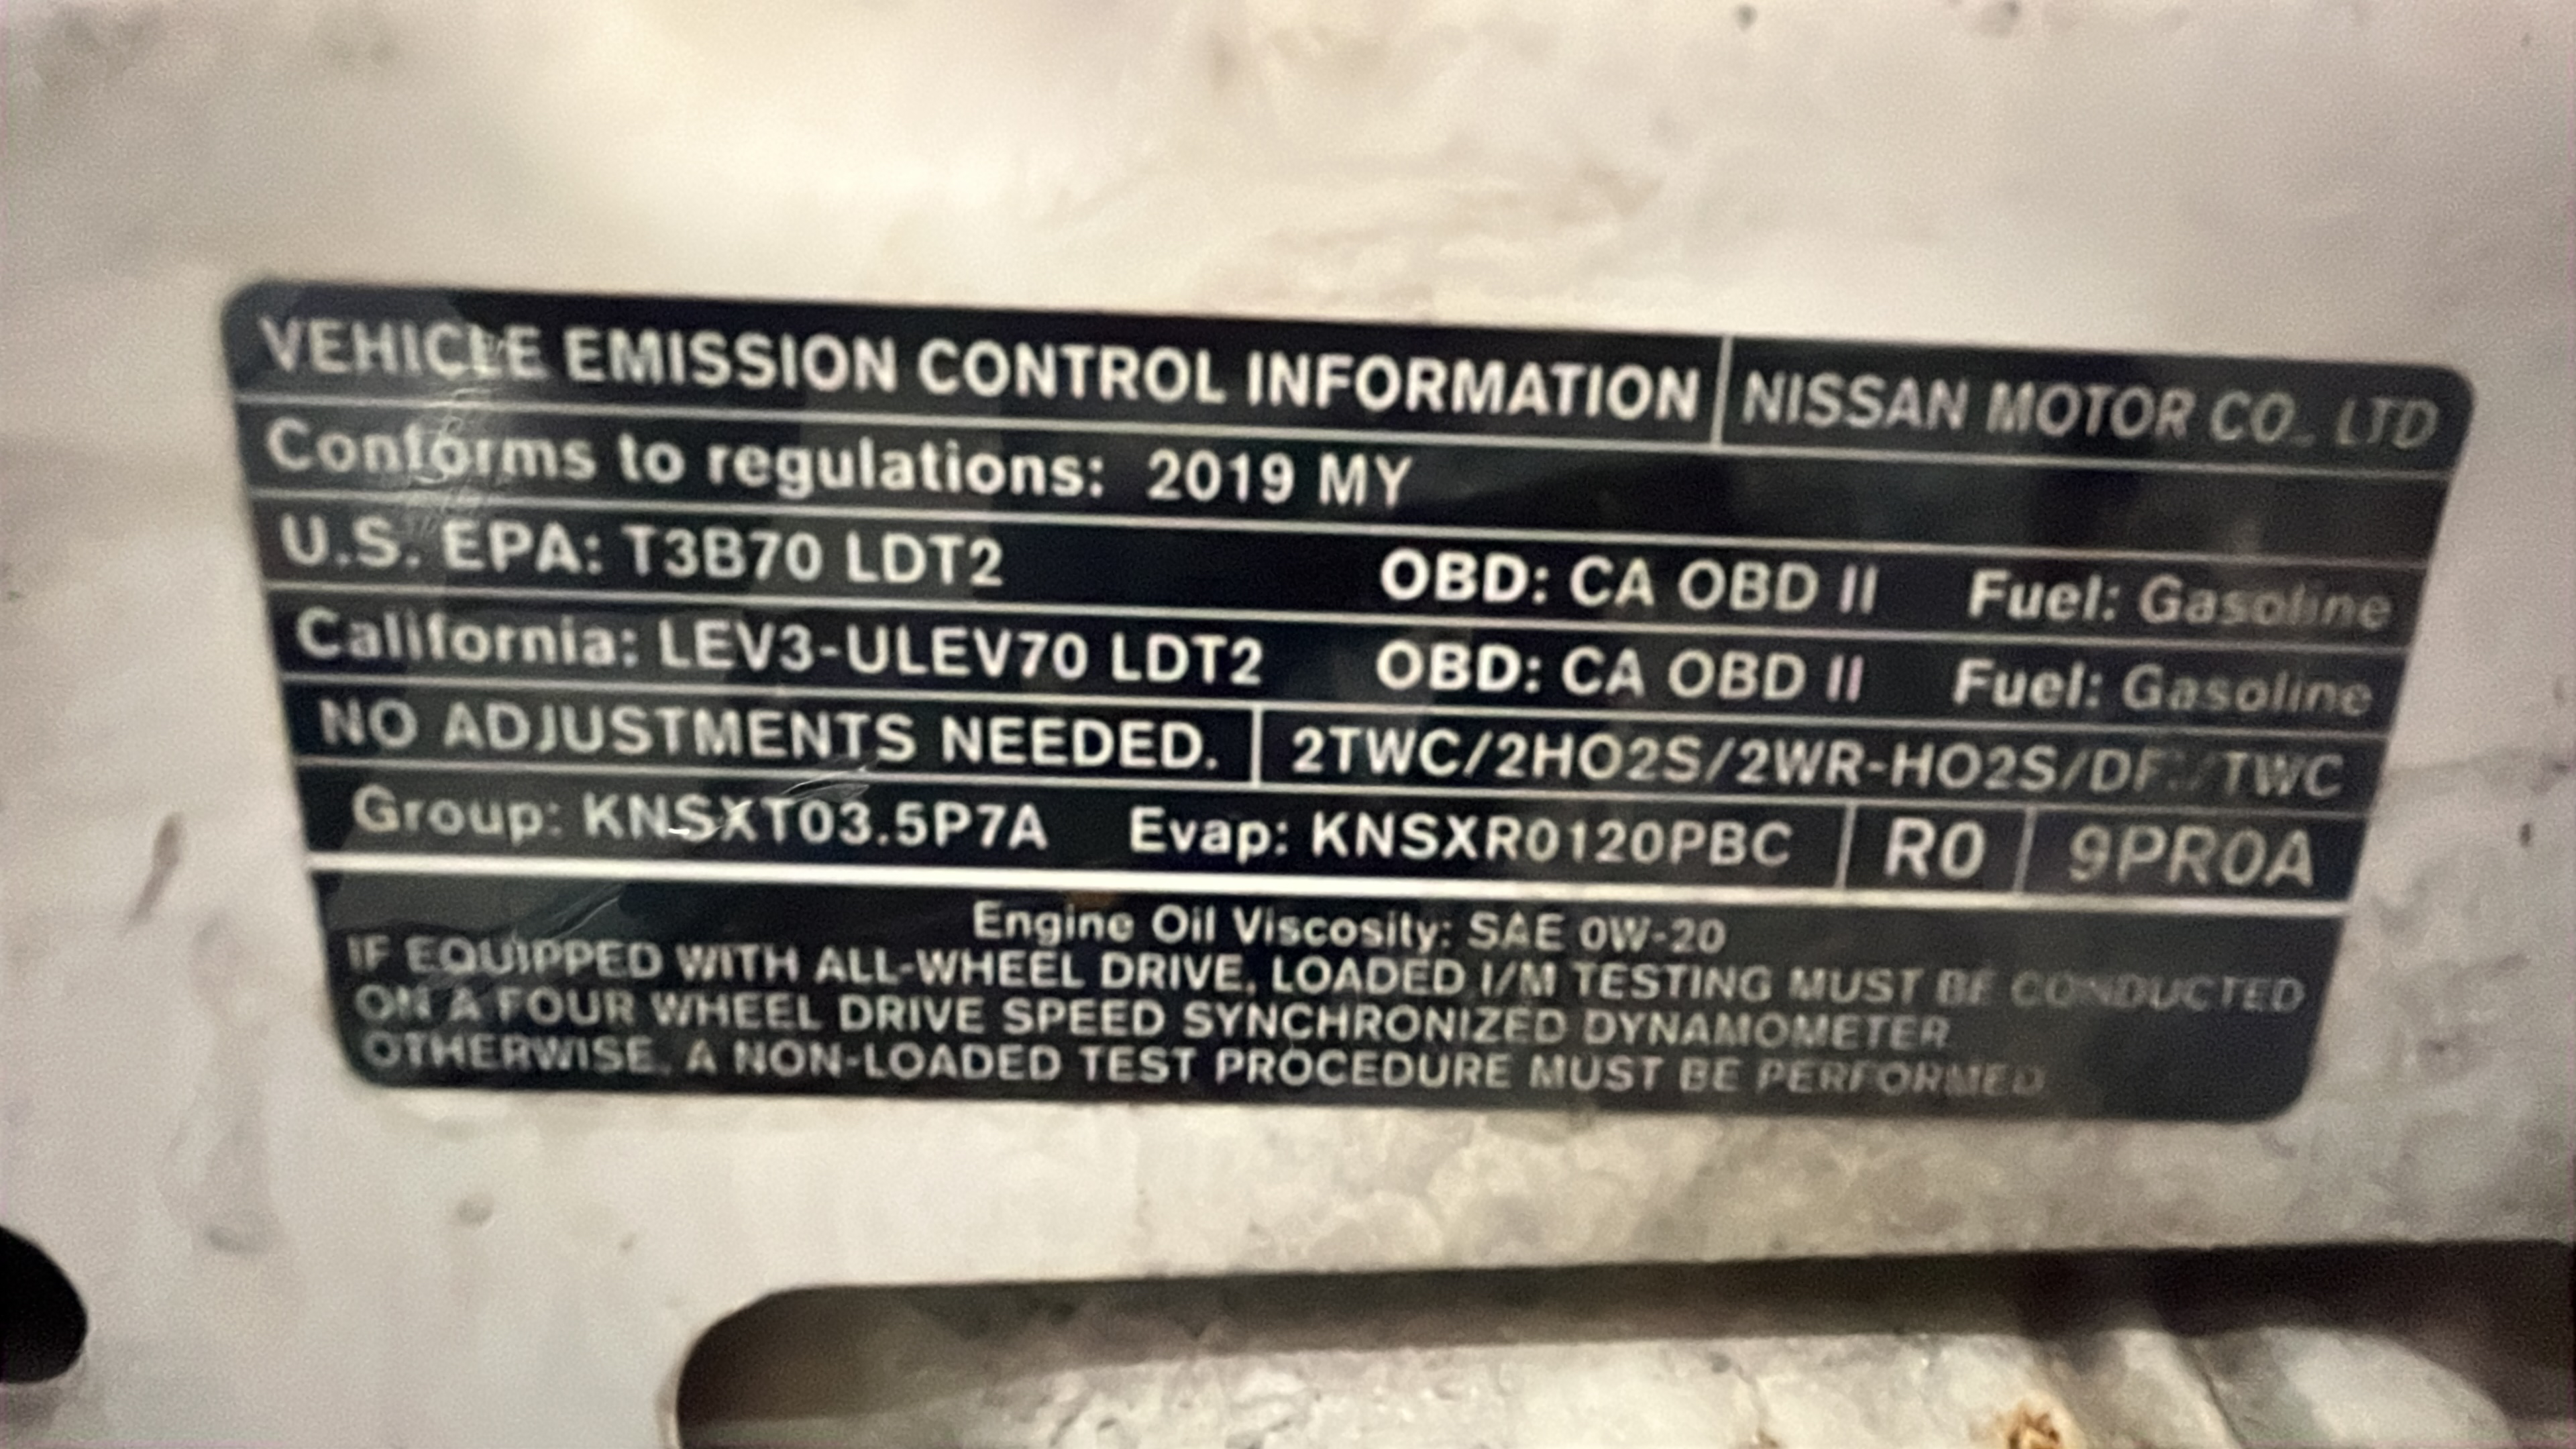 VEHICLE EMISSION CONTROL INFORMATION NISSAN MOTOR CO., LTD
Conforms to regulations: 2019 MY
U.S. EPA: T3B70 LDT2 OBD: CA OBD II Fuel: Gasoline
California: LEV3-ULEV70 LDT2 OBD: CA OBD II Fuel: Gasoline
NO ADJUSTMENTS NEEDED. 2TWC/2HO2S/2WR-HO2S/DFI/TWC
Group: KNSXT03.5P7A Evap: KNSXR0120PBC R0 9PR0A
Engine Oil Viscosity: SAE 0W-20
IF EQUIPPED WITH ALL-WHEEL DRIVE, LOADED I/M TESTING MUST BE CONDUCTED
ON A FOUR WHEEL DRIVE SPEED SYNCHRONIZED DYNAMOMETER
OTHERWISE, A NON-LOADED TEST PROCEDURE MUST BE PERFORMED